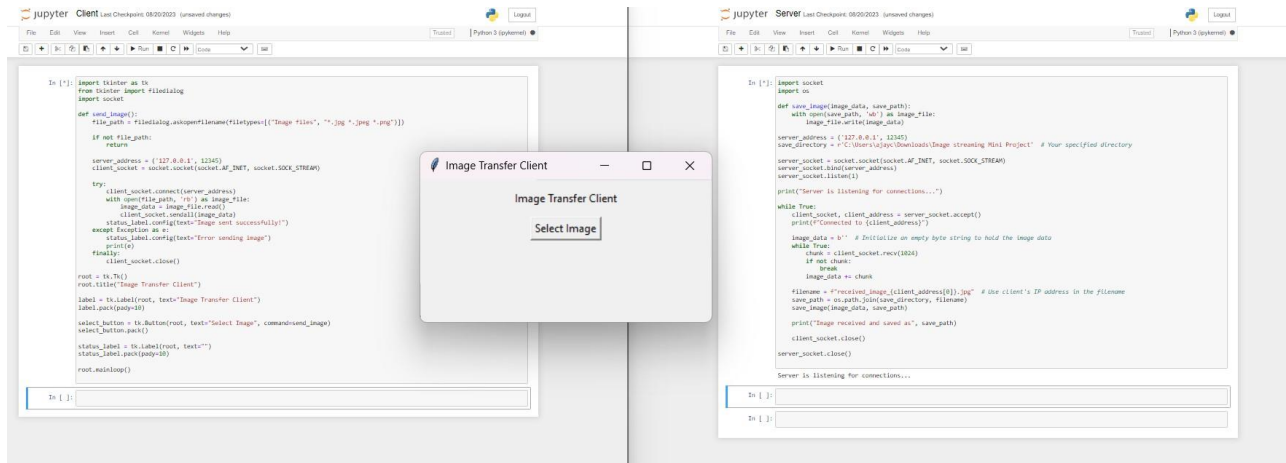 jupyter Client Last Checkpoint: 08/20/2023 (unsaved changes)
Logout
File Edit View Insert Cell Kernel Widgets Help
Trusted Python 3 (ipykernel)
Run Code
In [*]: import tkinter as tk
from tkinter import filedialog
import socket
def send_image():
file_path = filedialog.askopenfilename(filetypes=[("Image files", "*.jpg *.jpeg *.png")])
if not file_path:
return
server_address = ('127.0.0.1', 12345)
client_socket = socket.socket(socket.AF_INET, socket.SOCK_STREAM)
try:
client_socket.connect(server_address)
with open(file_path, 'rb') as image_file:
image_data = image_file.read()
client_socket.sendall(image_data)
status_label.config(text="Image sent successfully!")
except Exception as e:
status_label.config(text="Error sending image")
print(e)
finally:
client_socket.close()
root = tk.Tk()
root.title("Image Transfer Client")
label = tk.Label(root, text="Image Transfer Client")
label.pack(pady=10)
select_button = tk.Button(root, text="Select Image", command=send_image)
select_button.pack()
status_label = tk.Label(root, text="")
status_label.pack(pady=10)
root.mainloop()
In [ ]:
Image Transfer Client
Image Transfer Client
Select Image
jupyter Server Last Checkpoint: 08/20/2023 (unsaved changes)
Logout
File Edit View Insert Cell Kernel Widgets Help
Trusted Python 3 (ipykernel)
Run Code
In [*]: import socket
import os
def save_image(image_data, save_path):
with open(save_path, 'wb') as image_file:
image_file.write(image_data)
server_address = ('127.0.0.1', 12345)
save_directory = r'C:\Users\ajayc\Downloads\Image streaming Mini Project' # Your specified directory
server_socket = socket.socket(socket.AF_INET, socket.SOCK_STREAM)
server_socket.bind(server_address)
server_socket.listen(1)
print("Server is listening for connections...")
while True:
client_socket, client_address = server_socket.accept()
print(f"Connected to {client_address}")
image_data = b'' # Initialize an empty byte string to hold the image data
while True:
chunk = client_socket.recv(1024)
if not chunk:
break
image_data += chunk
filename = f"received_image_{client_address[0]}.jpg" # Use client's IP address in the filename
save_path = os.path.join(save_directory, filename)
save_image(image_data, save_path)
print("Image received and saved as", save_path)
client_socket.close()
server_socket.close()
Server is listening for connections...
In [ ]:
In [ ]: